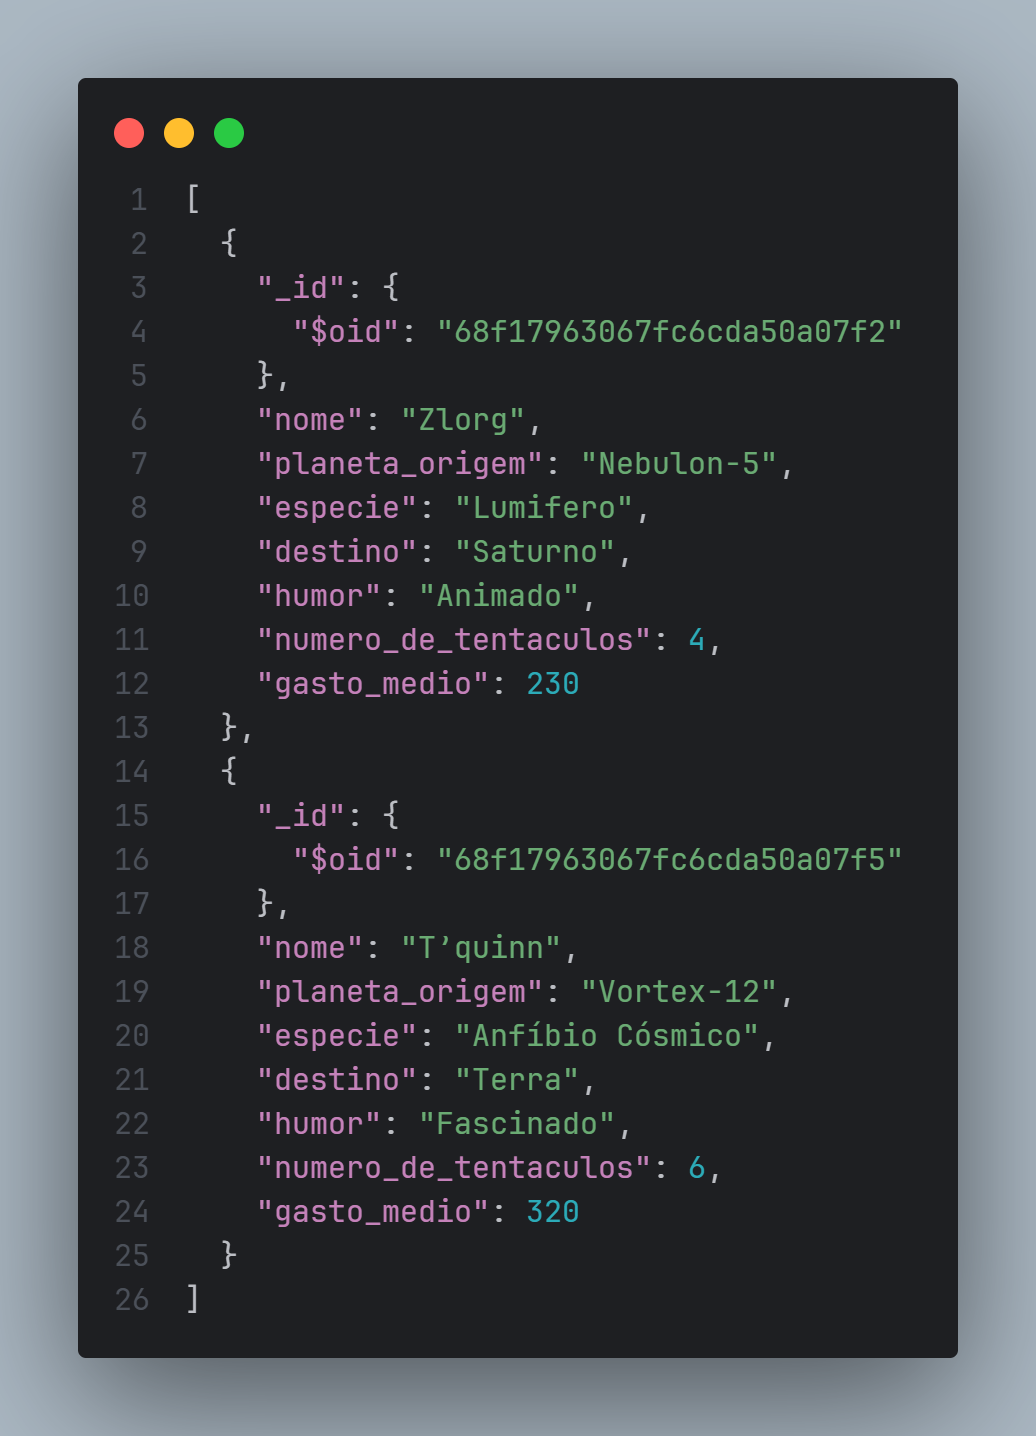 1 [
2   {
3     "_id": {
4       "$oid": "68f17963067fc6cda50a07f2"
5     },
6     "nome": "Zlorg",
7     "planeta_origem": "Nebulon-5",
8     "especie": "Lumifero",
9     "destino": "Saturno",
10     "humor": "Animado",
11     "numero_de_tentaculos": 4,
12     "gasto_medio": 230
13   },
14   {
15     "_id": {
16       "$oid": "68f17963067fc6cda50a07f5"
17     },
18     "nome": "T’quinn",
19     "planeta_origem": "Vortex-12",
20     "especie": "Anfíbio Cósmico",
21     "destino": "Terra",
22     "humor": "Fascinado",
23     "numero_de_tentaculos": 6,
24     "gasto_medio": 320
25   }
26 ]